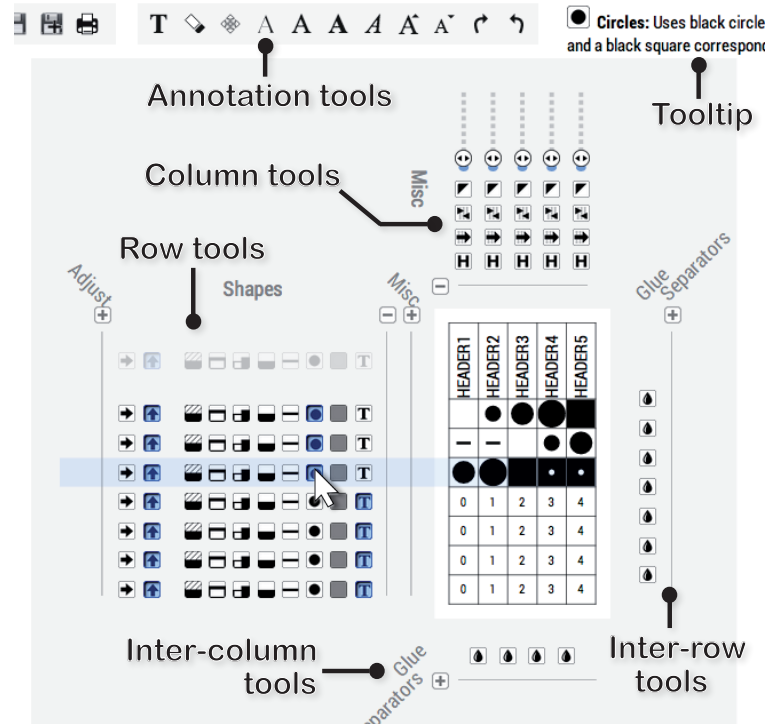 T A A A A A A
Circles: Uses black circle
and a black square correspond
Annotation tools
Tooltip
Column tools
Misc
Row tools
Adjust
Shapes
Misc
Glue
Separators
HEADER1 HEADER2 HEADER3 HEADER4 HEADER5
H H H H H
T
T
T
T
T 0 1 2 3 4
T 0 1 2 3 4
T 0 1 2 3 4
T 0 1 2 3 4
Inter-column
tools
Glue
parators
Inter-row
tools